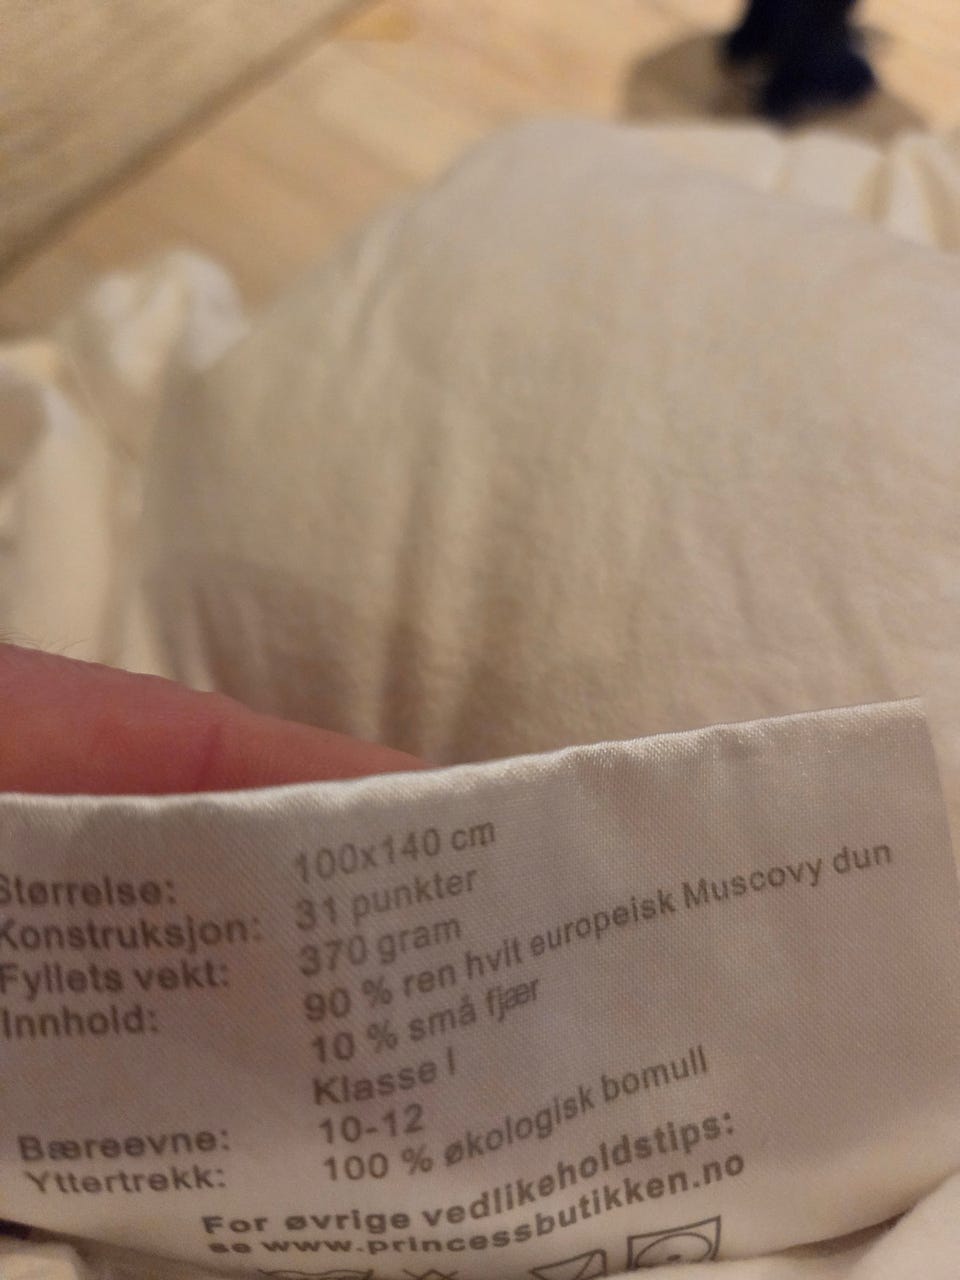 Størrelse: 100x140 cm
Konstruksjon: 31 punkter
Fyllets vekt: 370 gram
Innhold: 90 % ren hvit europeisk Muscovy dun
10 % små fjær
Klasse I
Bæreevne: 10-12
Yttertrekk: 100 % økologisk bomull
For øvrige vedlikeholdstips:
se www.princessbutikken.no